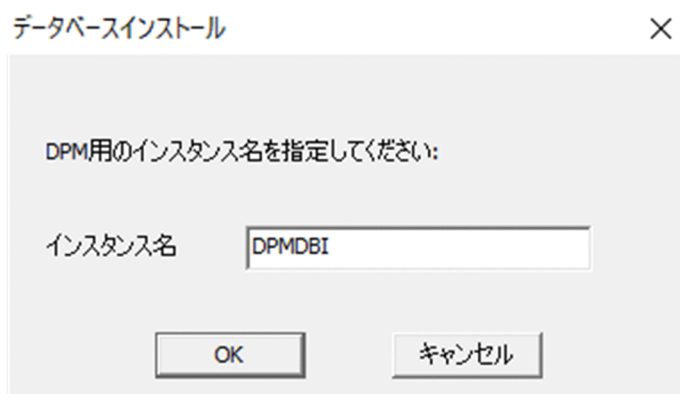 データベースインストール
DPM用のインスタンス名を指定してください:
インスタンス名 DPMDBI
OK キャンセル